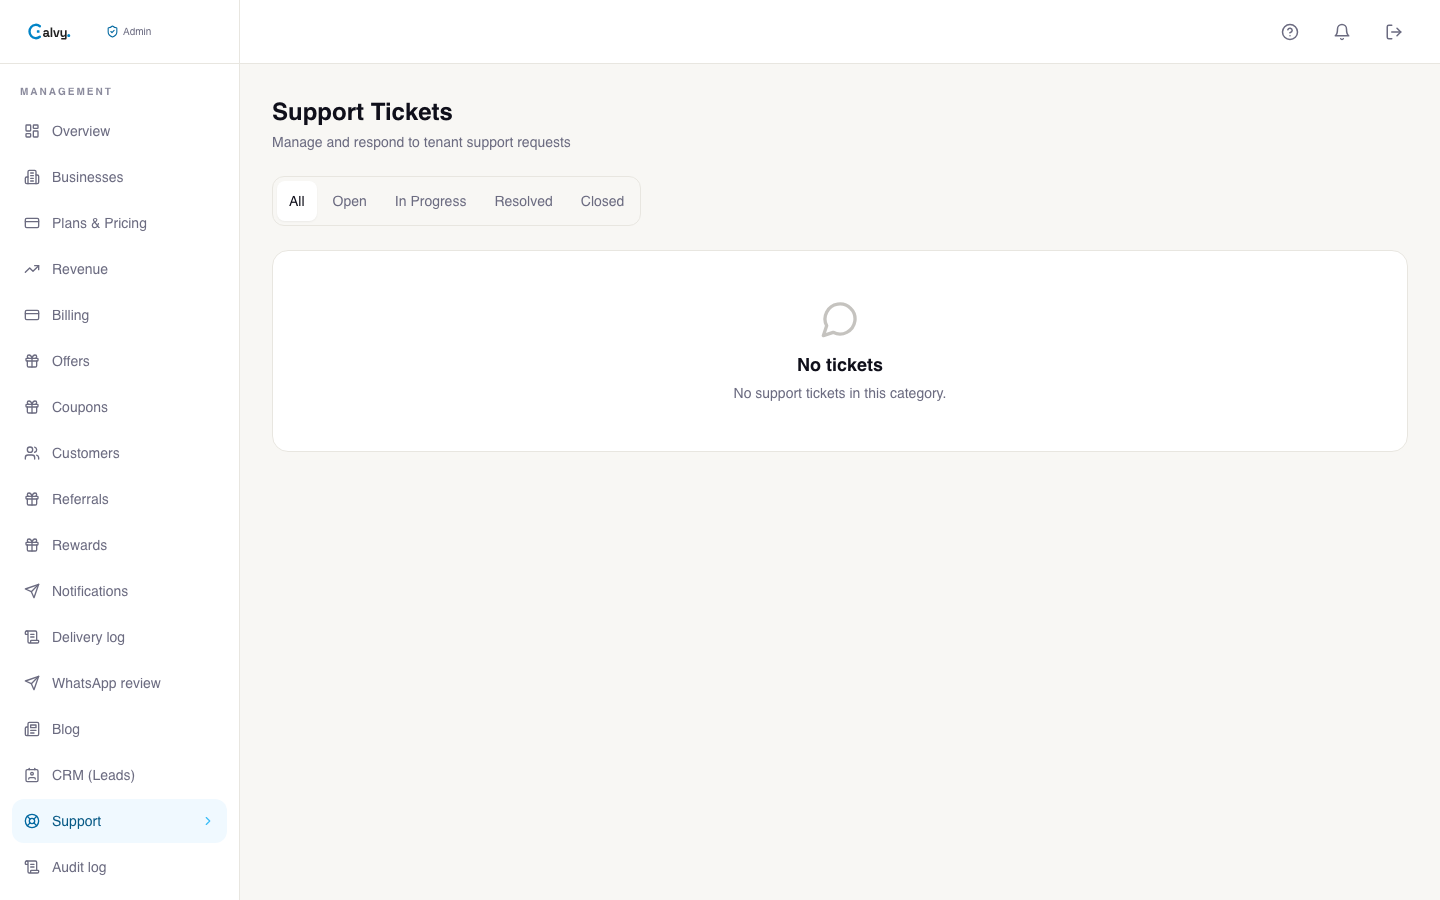 Calvy.
Admin
MANAGEMENT
Overview
Businesses
Plans & Pricing
Revenue
Billing
Offers
Coupons
Customers
Referrals
Rewards
Notifications
Delivery log
WhatsApp review
Blog
CRM (Leads)
Support
Audit log
Support Tickets
Manage and respond to tenant support requests
All Open In Progress Resolved Closed
No tickets
No support tickets in this category.